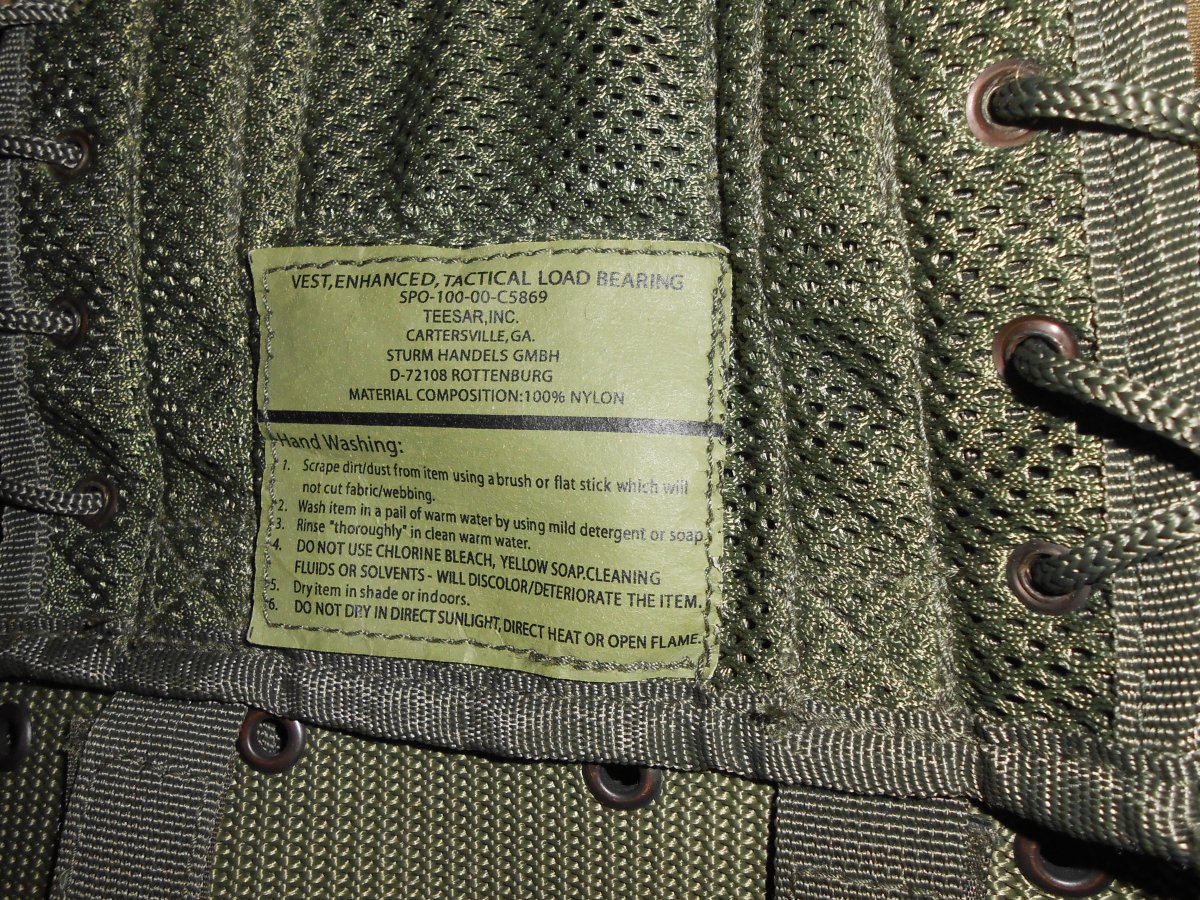 VEST,ENHANCED,TACTICAL LOAD BEARING
SPO-100-00-C5869
TEESAR,INC.
CARTERSVILLE,GA.
STURM HANDELS GMBH
D-72108 ROTTENBURG
MATERIAL COMPOSITION:100% NYLON
Hand Washing:
1. Scrape dirt/dust from item using a brush or flat stick which will
not cut fabric/webbing.
2. Wash item in a pail of warm water by using mild detergent or soap.
3. Rinse "thoroughly" in clean warm water.
4. DO NOT USE CHLORINE BLEACH, YELLOW SOAP.CLEANING
FLUIDS OR SOLVENTS - WILL DISCOLOR/DETERIORATE THE ITEM.
5. Dry item in shade or indoors.
6. DO NOT DRY IN DIRECT SUNLIGHT, DIRECT HEAT OR OPEN FLAME.